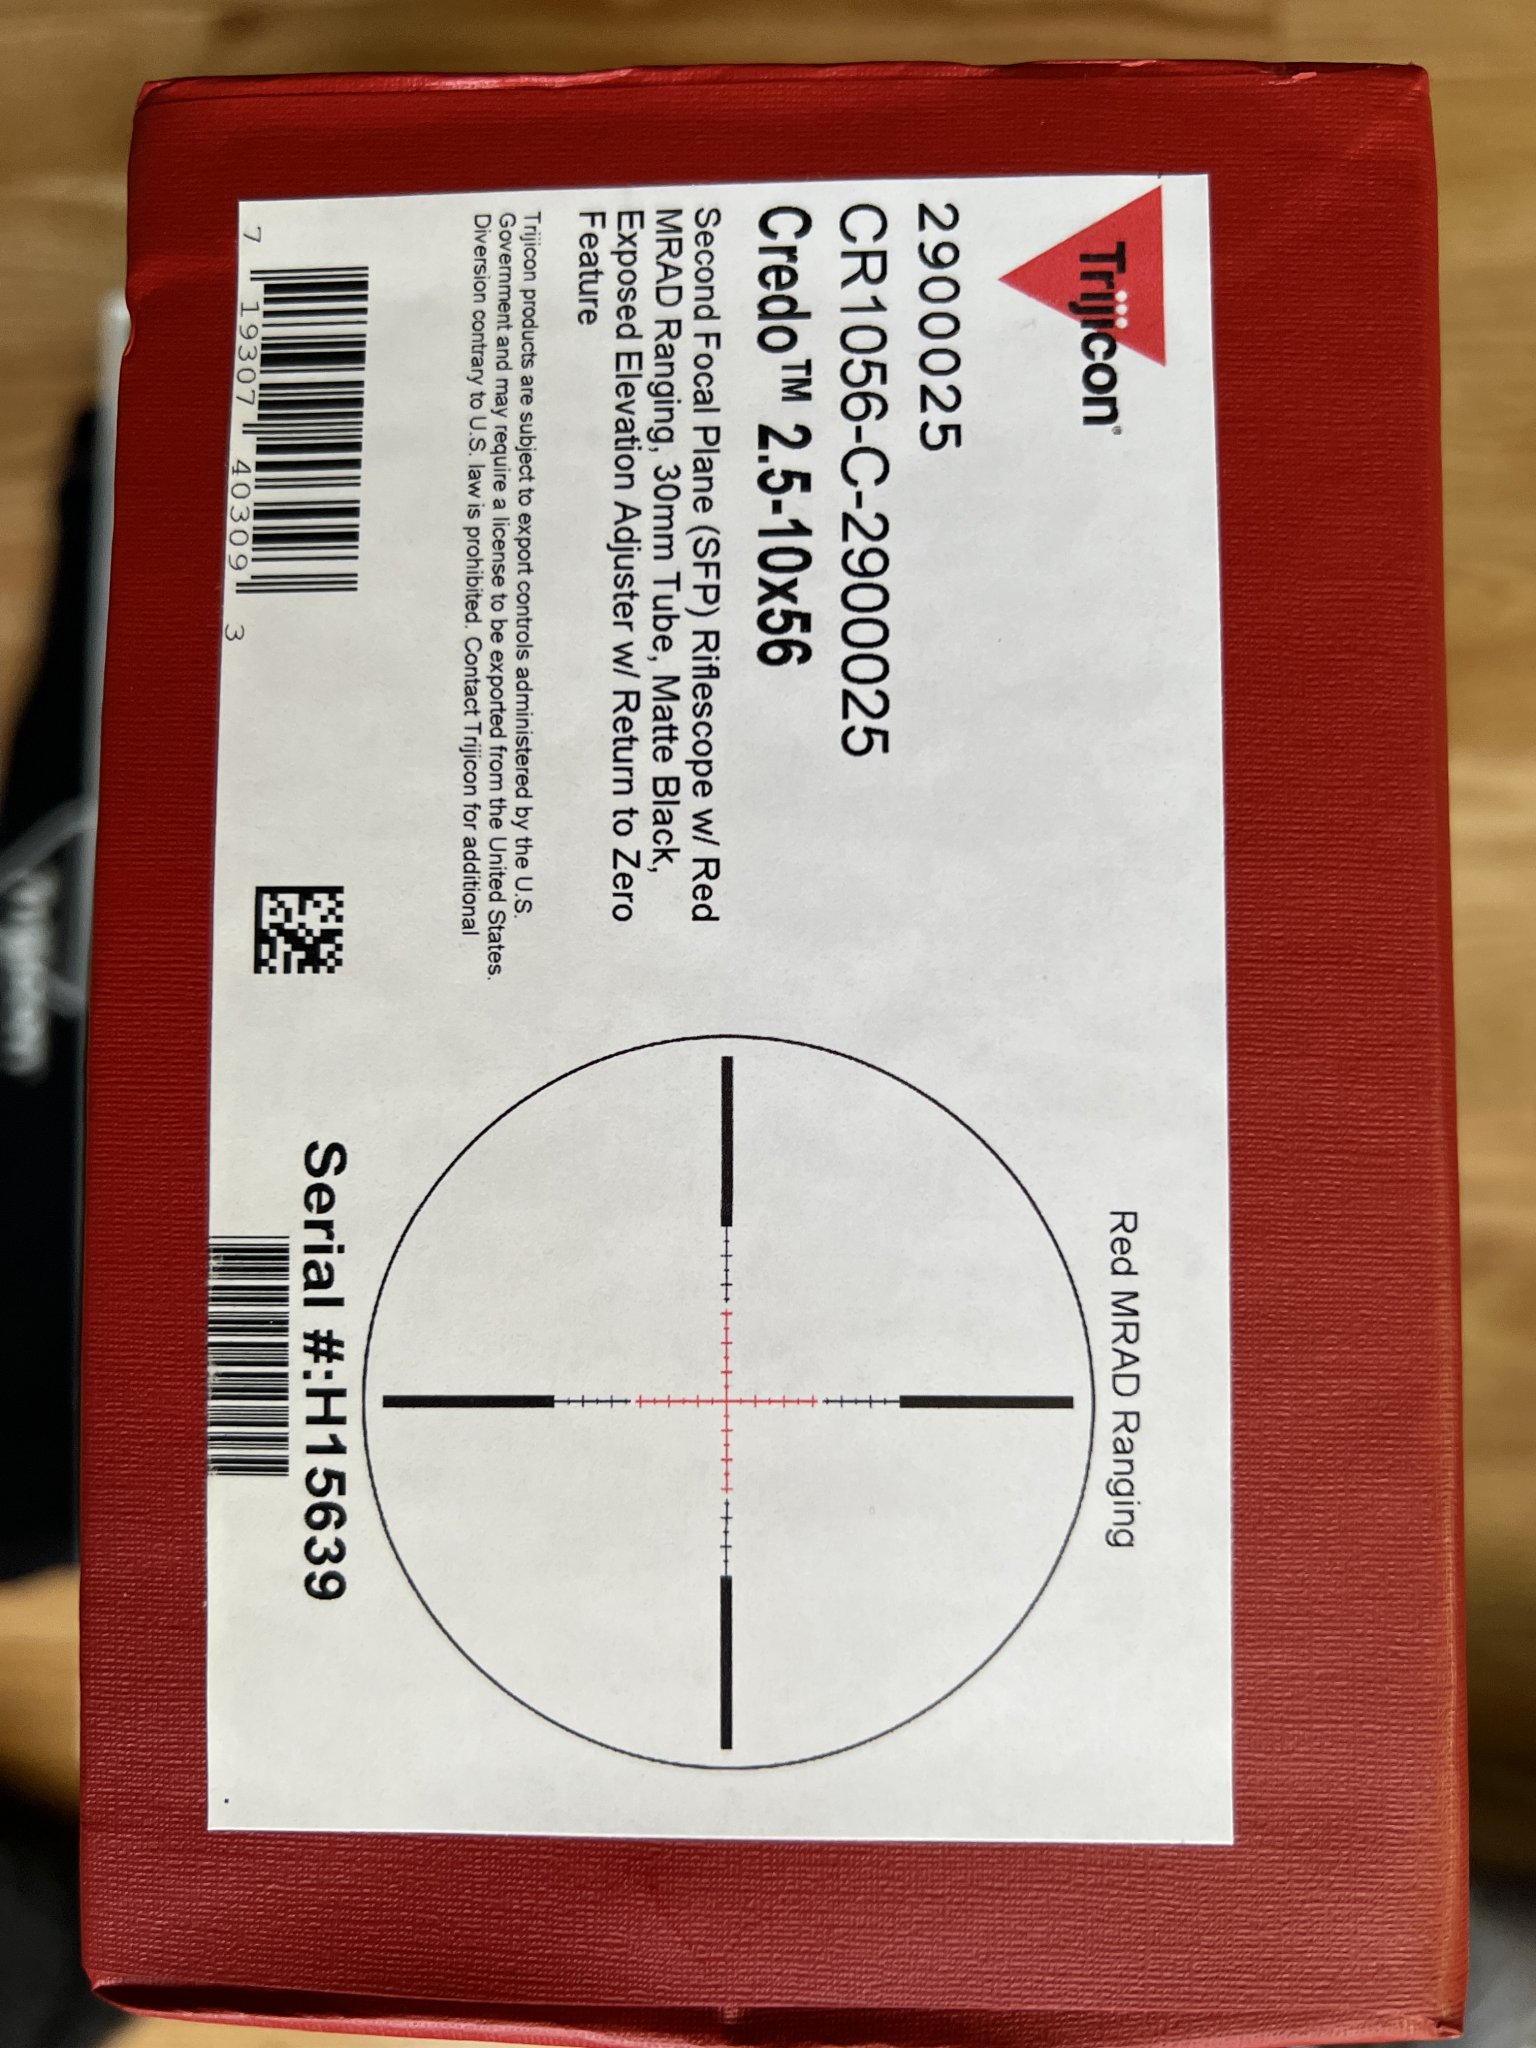 Trijicon®
2900025
CR1056-C-2900025
Credo™ 2.5-10x56
Second Focal Plane (SFP) Riflescope w/ Red
MRAD Ranging, 30mm Tube, Matte Black,
Exposed Elevation Adjuster w/ Return to Zero
Feature
Trijicon products are subject to export controls administered by the U.S.
Government and may require a license to be exported from the United States.
Diversion contrary to U.S. law is prohibited. Contact Trijicon for additional
7 19307 40309 3
Red MRAD Ranging
Serial #:H15639